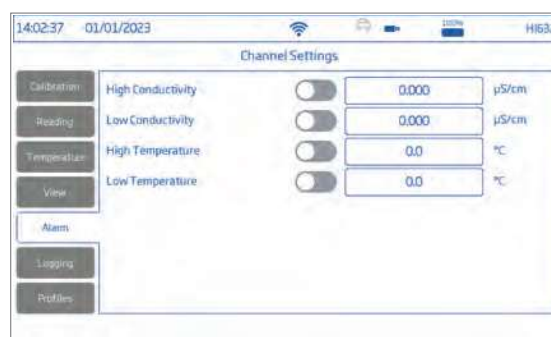 14:02:37 01/01/2023 100% HI63
Channel Settings
Calibration
High Conductivity 0.000 µS/cm
Reading
Low Conductivity 0.000 µS/cm
Temperature
High Temperature 0.0 °C
View
Low Temperature 0.0 °C
Alarm
Logging
Profiles